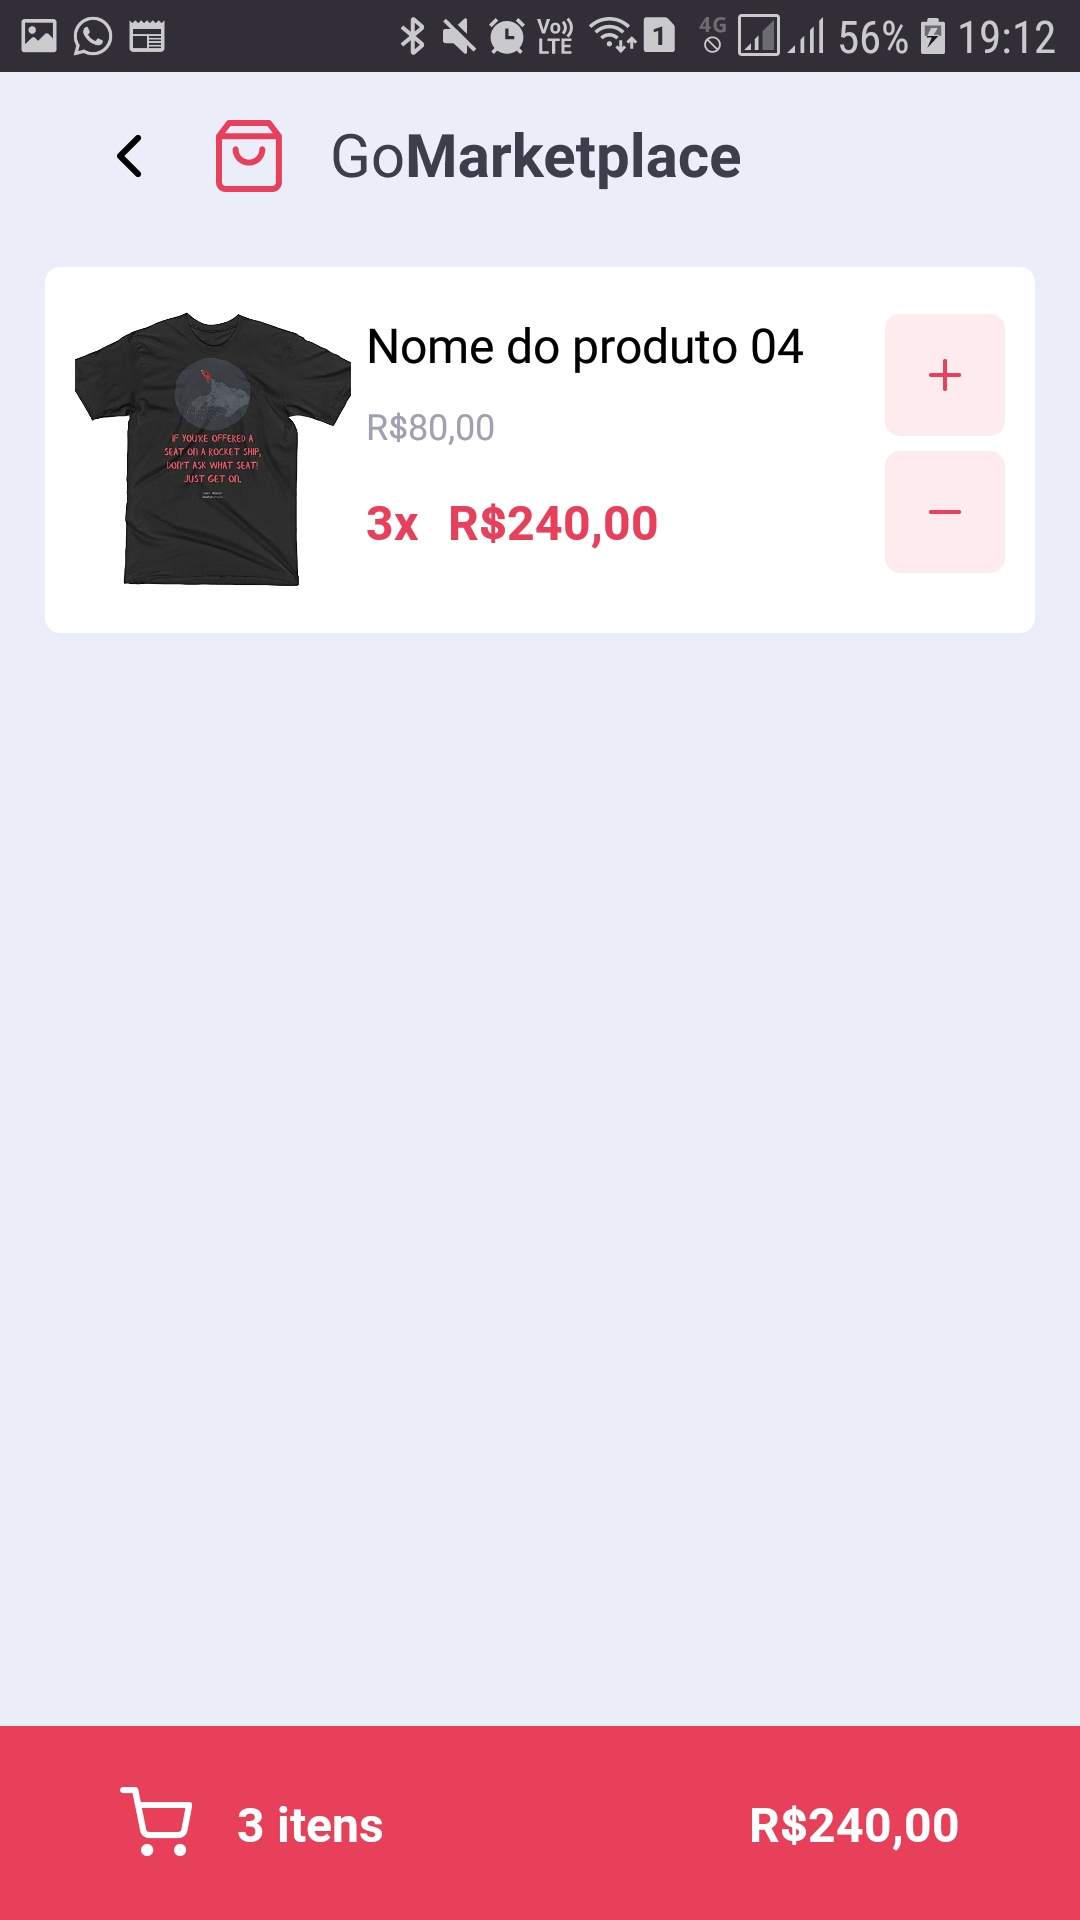 Vo)) LTE 1 4G 56% 19:12
GoMarketplace
Nome do produto 04
R$80,00
3x R$240,00
IF YOU'RE OFFERED A
SEAT ON A ROCKET SHIP,
DON'T ASK WHAT SEAT!
JUST GET ON.
3 itens
R$240,00